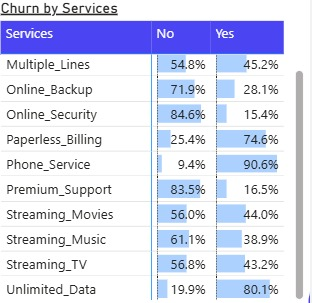 Churn by Services
Services No Yes
Multiple_Lines 54.8% 45.2%
Online_Backup 71.9% 28.1%
Online_Security 84.6% 15.4%
Paperless_Billing 25.4% 74.6%
Phone_Service 9.4% 90.6%
Premium_Support 83.5% 16.5%
Streaming_Movies 56.0% 44.0%
Streaming_Music 61.1% 38.9%
Streaming_TV 56.8% 43.2%
Unlimited_Data 19.9% 80.1%